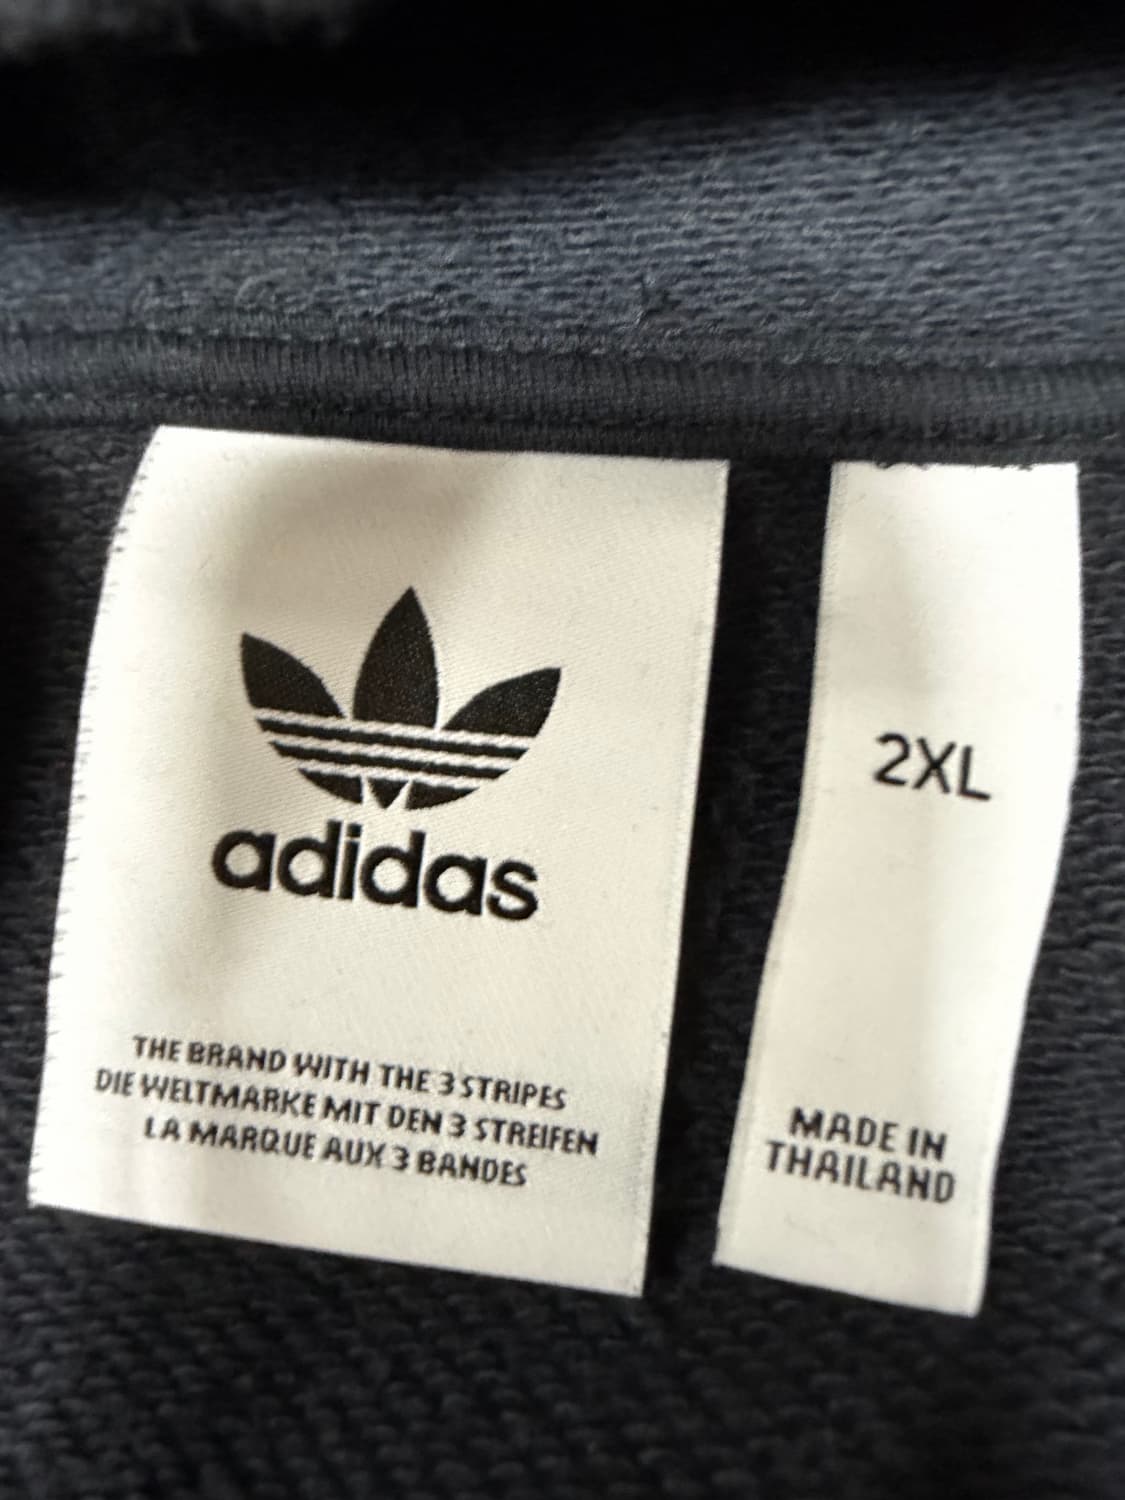 adidas
THE BRAND WITH THE 3 STRIPES
DIE WELTMARKE MIT DEN 3 STREIFEN
LA MARQUE AUX 3 BANDES
2XL
MADE IN
THAILAND